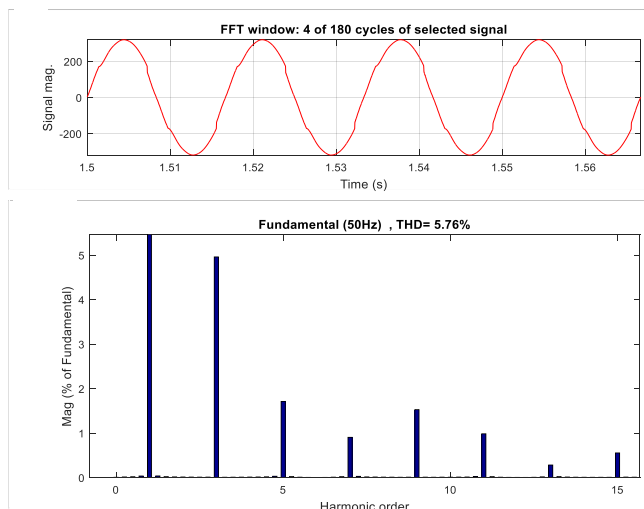 FFT window: 4 of 180 cycles of selected signal
Signal mag.
200
0
-200
1.5 1.51 1.52 1.53 1.54 1.55 1.56
Time (s)
Fundamental (50Hz) , THD= 5.76%
Mag (% of Fundamental)
5
4
3
2
1
0
0 5 10 15
Harmonic order